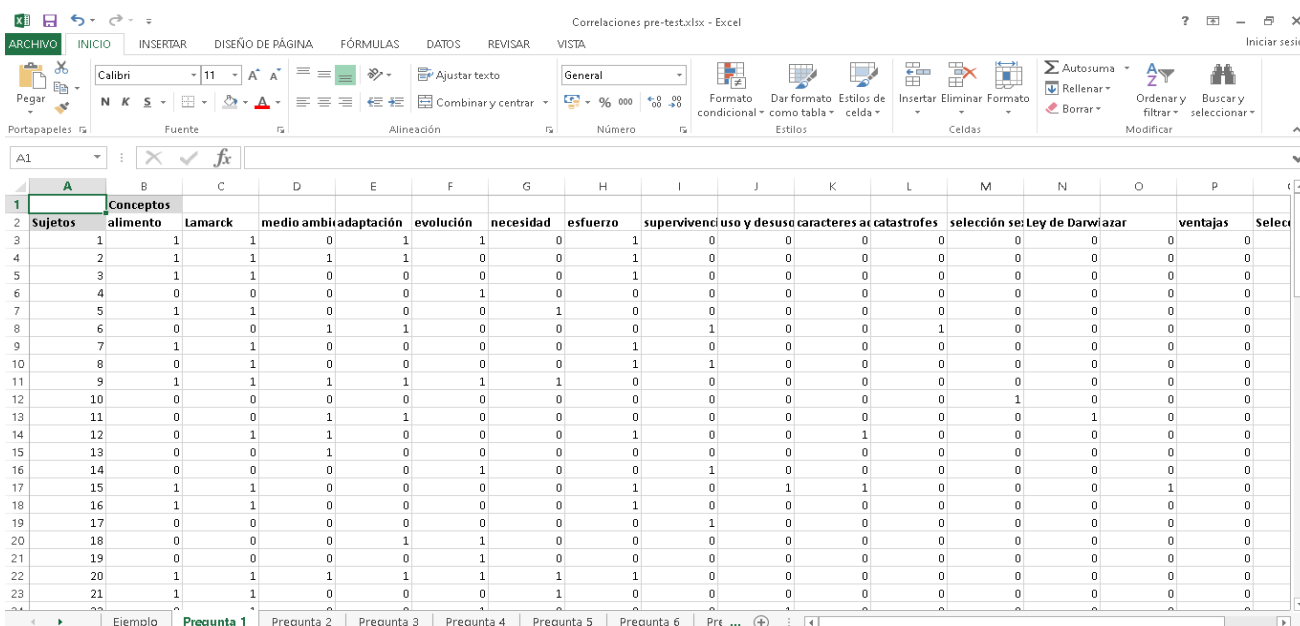 Correlaciones pre-test.xlsx - Excel
ARCHIVO INICIO INSERTAR DISEÑO DE PÁGINA FÓRMULAS DATOS REVISAR VISTA Iniciar sesió
Pegar Calibri 11 Ajustar texto General Formato condicional Dar formato como tabla Estilos de celda Insertar Eliminar Formato Autosuma Rellenar Borrar Ordenar y filtrar Buscar y seleccionar
N K S Combinar y centrar % 000
Portapapeles Fuente Alineación Número Estilos Celdas Modificar
A1 fx
A B C D E F G H I J K L M N O P
1 Conceptos
2 Sujetos alimento Lamarck medio ambi adaptación evolución necesidad esfuerzo supervivenci uso y desuso caracteres ac catastrofes selección se: Ley de Darwi azar ventajas Selec
3 1 1 1 0 1 1 0 1 0 0 0 0 0 0 0 0
4 2 1 1 1 1 0 0 1 0 0 0 0 0 0 0 0
5 3 1 1 0 0 0 0 1 0 0 0 0 0 0 0 0
6 4 0 0 0 0 1 0 0 0 0 0 0 0 0 0 0
7 5 1 1 0 0 0 1 0 0 0 0 0 0 0 0 0
8 6 0 0 1 1 0 0 0 1 0 0 1 0 0 0 0
9 7 1 1 0 0 0 0 1 0 0 0 0 0 0 0 0
10 8 0 1 0 0 0 0 1 1 0 0 0 0 0 0 0
11 9 1 1 1 1 1 1 0 0 0 0 0 0 0 0 0
12 10 0 0 0 0 0 0 0 0 0 0 0 1 0 0 0
13 11 0 0 1 1 0 0 0 0 0 0 0 0 1 0 0
14 12 0 1 1 0 0 0 1 0 0 1 0 0 0 0 0
15 13 0 0 1 0 0 0 0 0 0 0 0 0 0 0 0
16 14 0 0 0 0 1 0 0 1 0 0 0 0 0 0 0
17 15 1 1 0 0 0 0 1 0 1 1 0 0 0 1 0
18 16 1 1 0 0 0 0 1 0 0 0 0 0 0 0 0
19 17 0 0 0 0 0 0 0 1 0 0 0 0 0 0 0
20 18 0 0 0 1 1 0 0 0 0 0 0 0 0 0 0
21 19 0 0 0 0 1 0 0 0 0 0 0 0 0 0 0
22 20 1 1 1 1 1 1 1 0 0 0 0 0 0 0 0
23 21 1 1 0 0 0 1 0 0 0 0 0 0 0 0 0
Ejemplo Pregunta 1 Pregunta 2 Pregunta 3 Pregunta 4 Pregunta 5 Pregunta 6 Pre ...